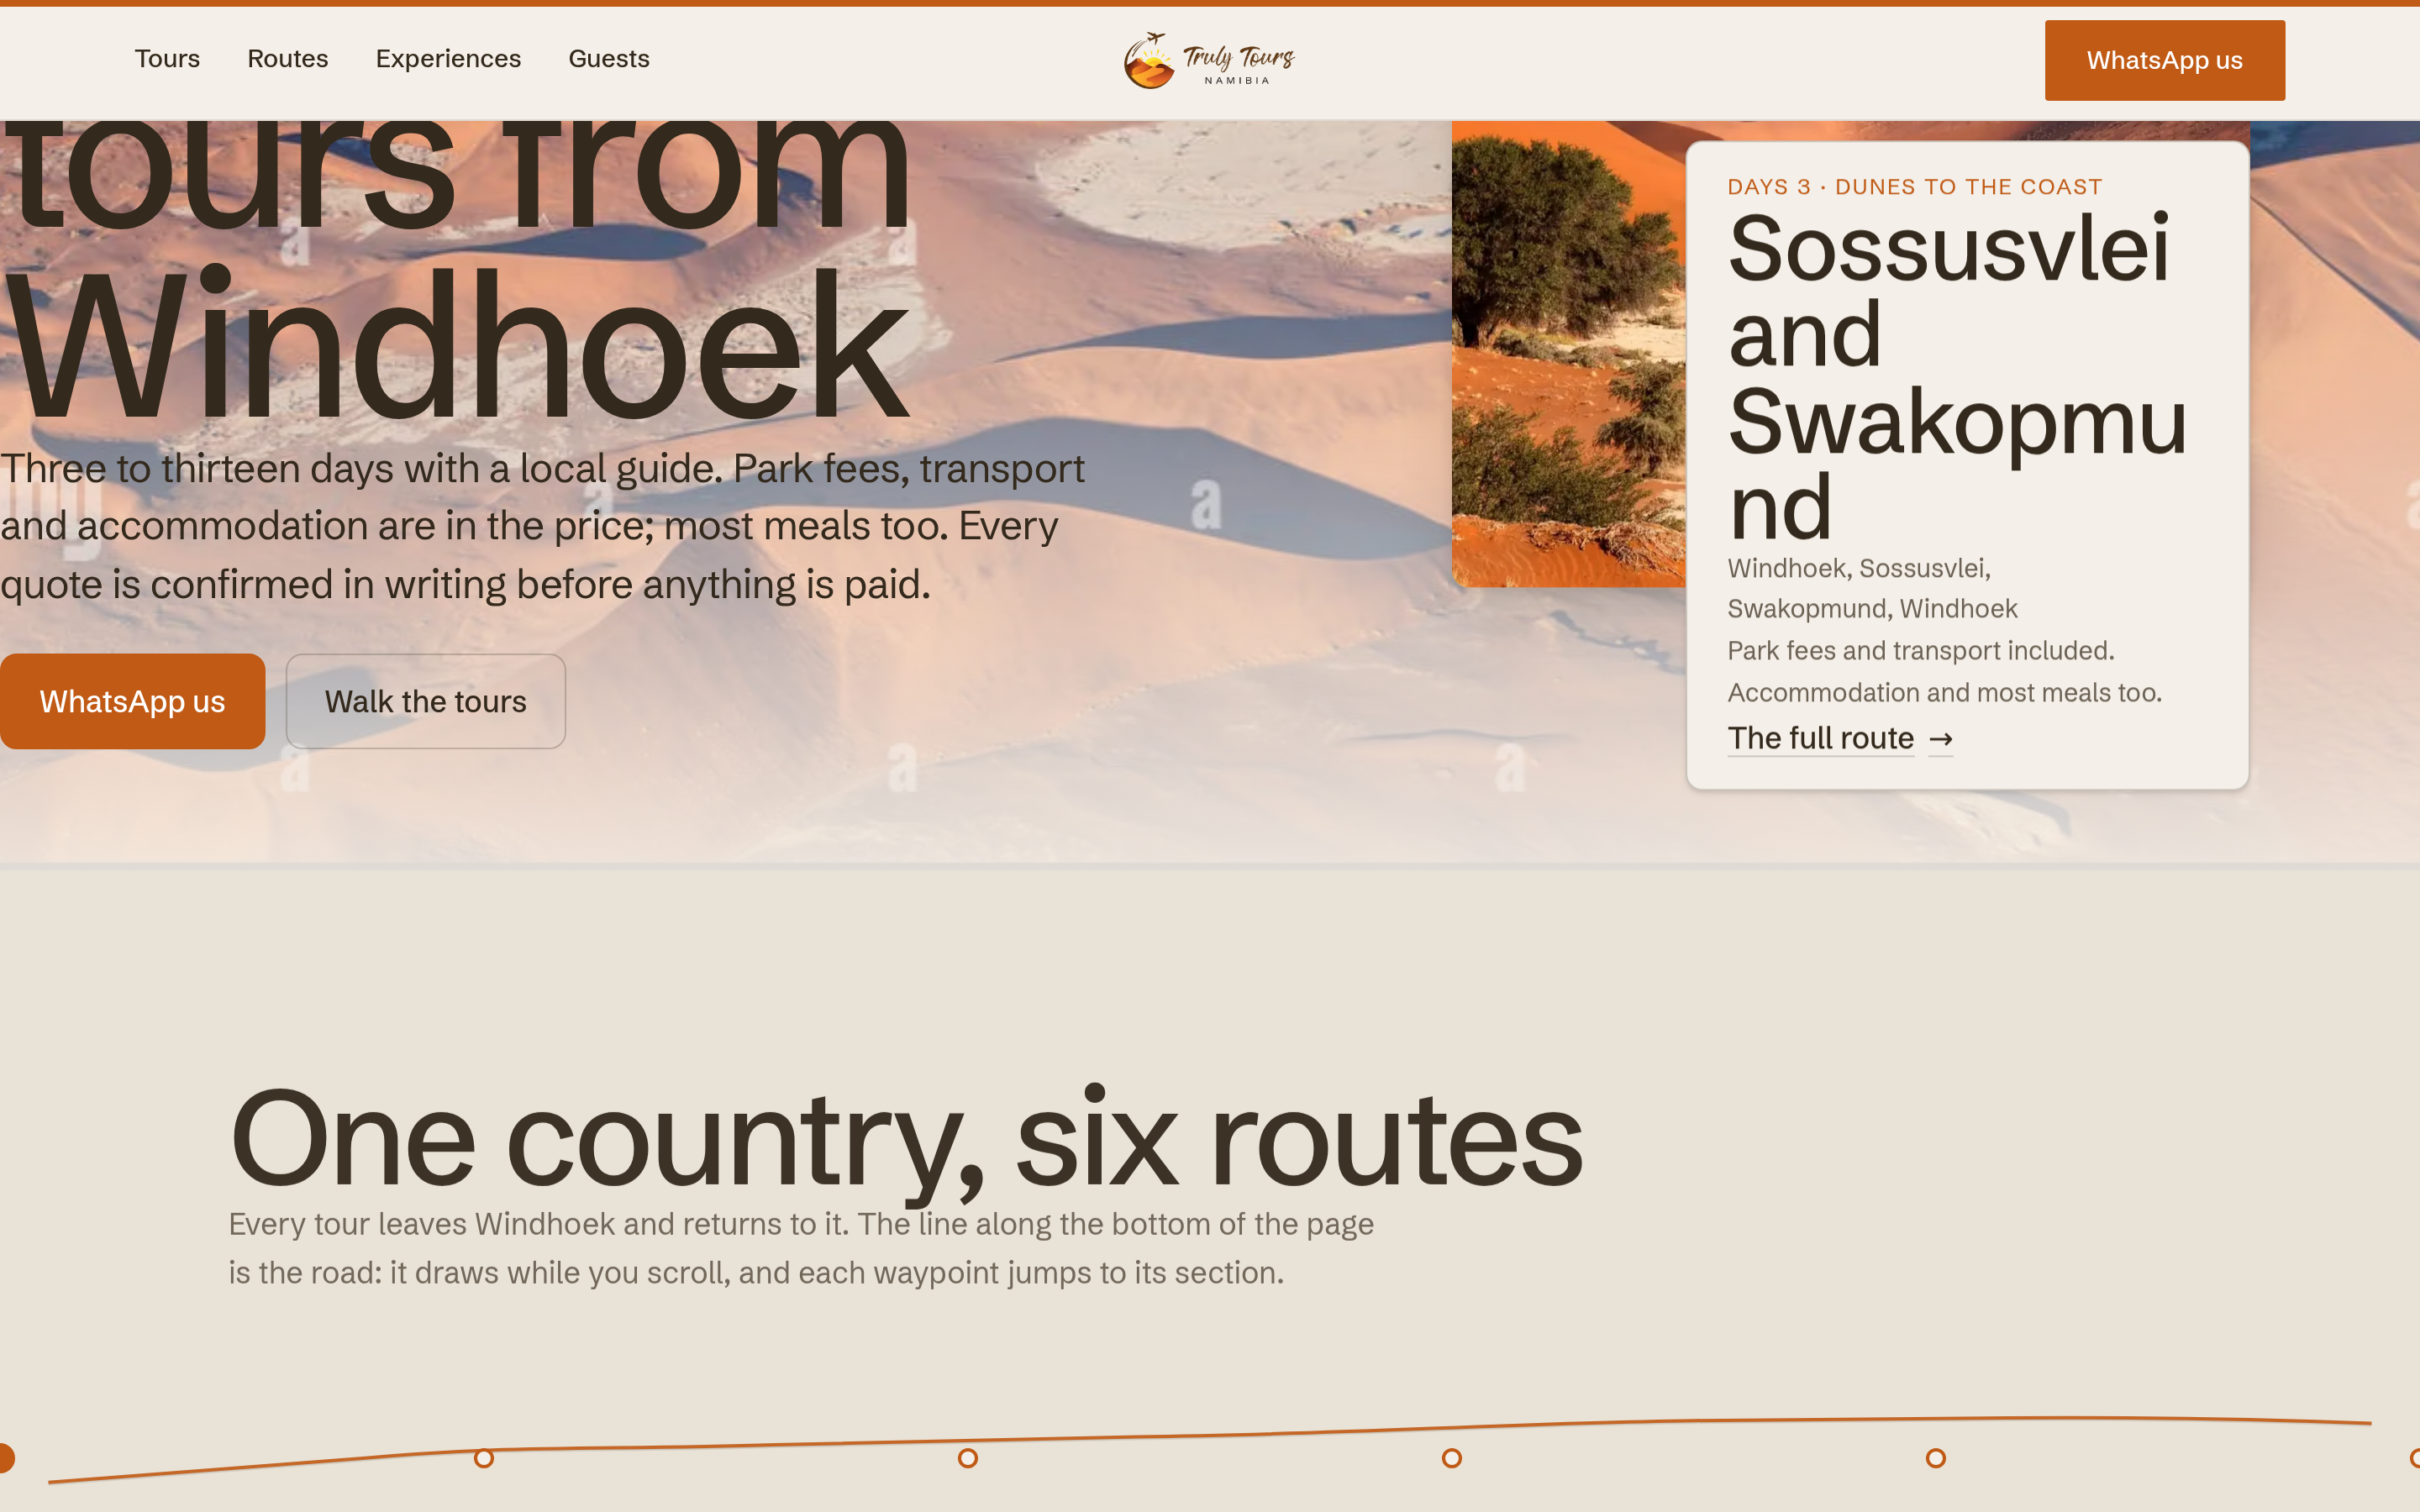 Tours Routes Experiences Guests
Truly Tours
NAMIBIA
WhatsApp us
tours from
Windhoek
Three to thirteen days with a local guide. Park fees, transport
and accommodation are in the price; most meals too. Every
quote is confirmed in writing before anything is paid.
WhatsApp us
Walk the tours
DAYS 3 · DUNES TO THE COAST
Sossusvlei
and
Swakopmu
nd
Windhoek, Sossusvlei,
Swakopmund, Windhoek
Park fees and transport included.
Accommodation and most meals too.
The full route →
a
a
a
a
a
a
a
One country, six routes
Every tour leaves Windhoek and returns to it. The line along the bottom of the page
is the road: it draws while you scroll, and each waypoint jumps to its section.